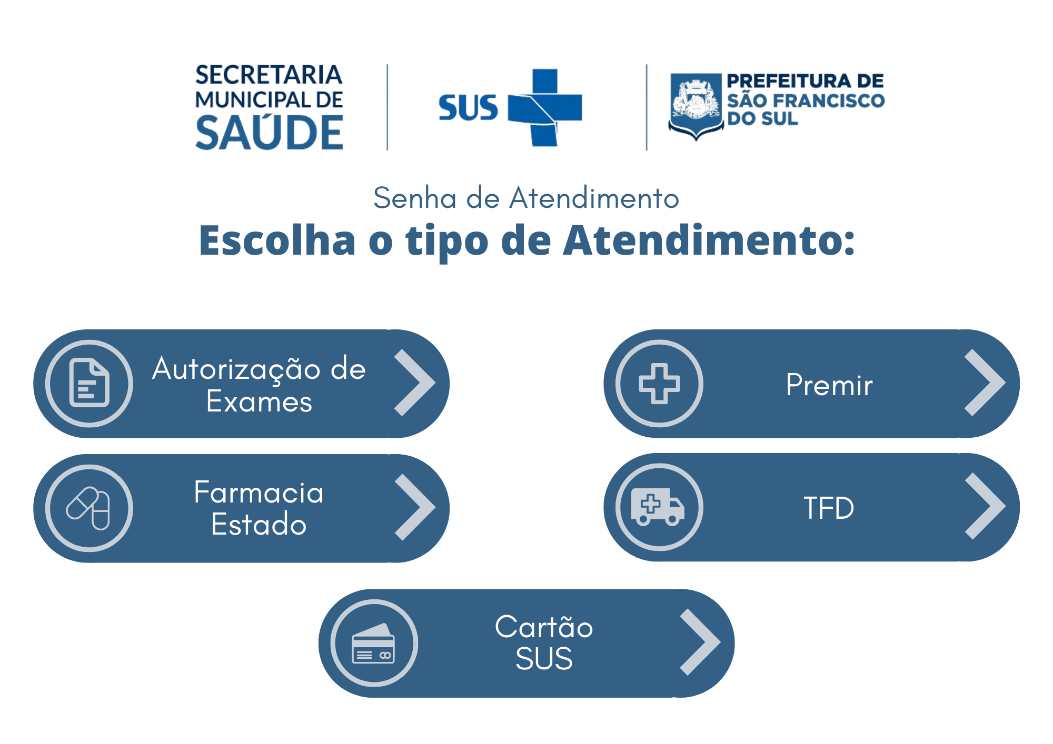 SECRETARIA
MUNICIPAL DE
SAÚDE
SUS
PREFEITURA DE
SÃO FRANCISCO
DO SUL
Senha de Atendimento
Escolha o tipo de Atendimento:
Autorização de
Exames
Premir
Farmacia
Estado
TFD
Cartão
SUS